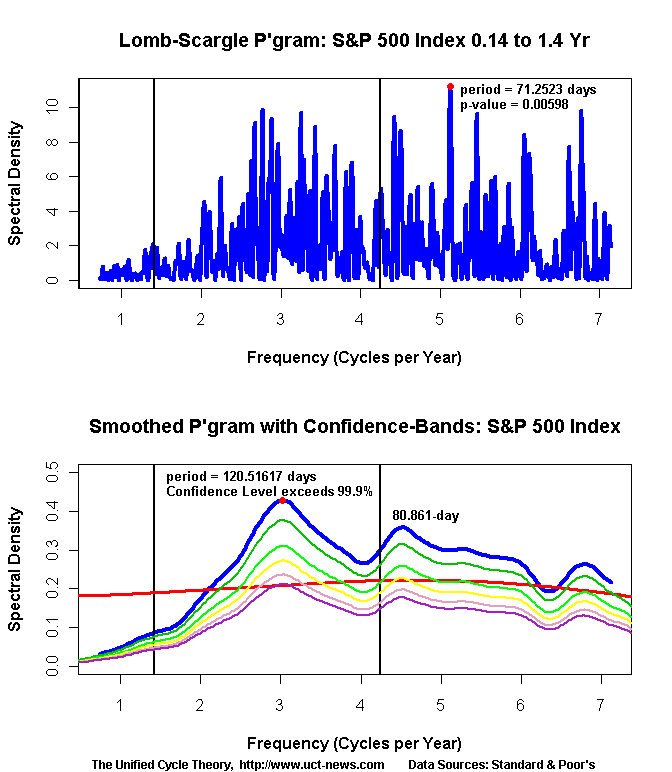 Lomb-Scargle P'gram: S&P 500 Index 0.14 to 1.4 Yr
period = 71.2523 days
p-value = 0.00598
Spectral Density
10
8
6
4
2
0
1 2 3 4 5 6 7
Frequency (Cycles per Year)
Smoothed P'gram with Confidence-Bands: S&P 500 Index
period = 120.51617 days
Confidence Level exceeds 99.9%
80.861-day
Spectral Density
0.5
0.4
0.3
0.2
0.1
0.0
1 2 3 4 5 6 7
Frequency (Cycles per Year)
The Unified Cycle Theory, http://www.uct-news.com Data Sources: Standard & Poor's